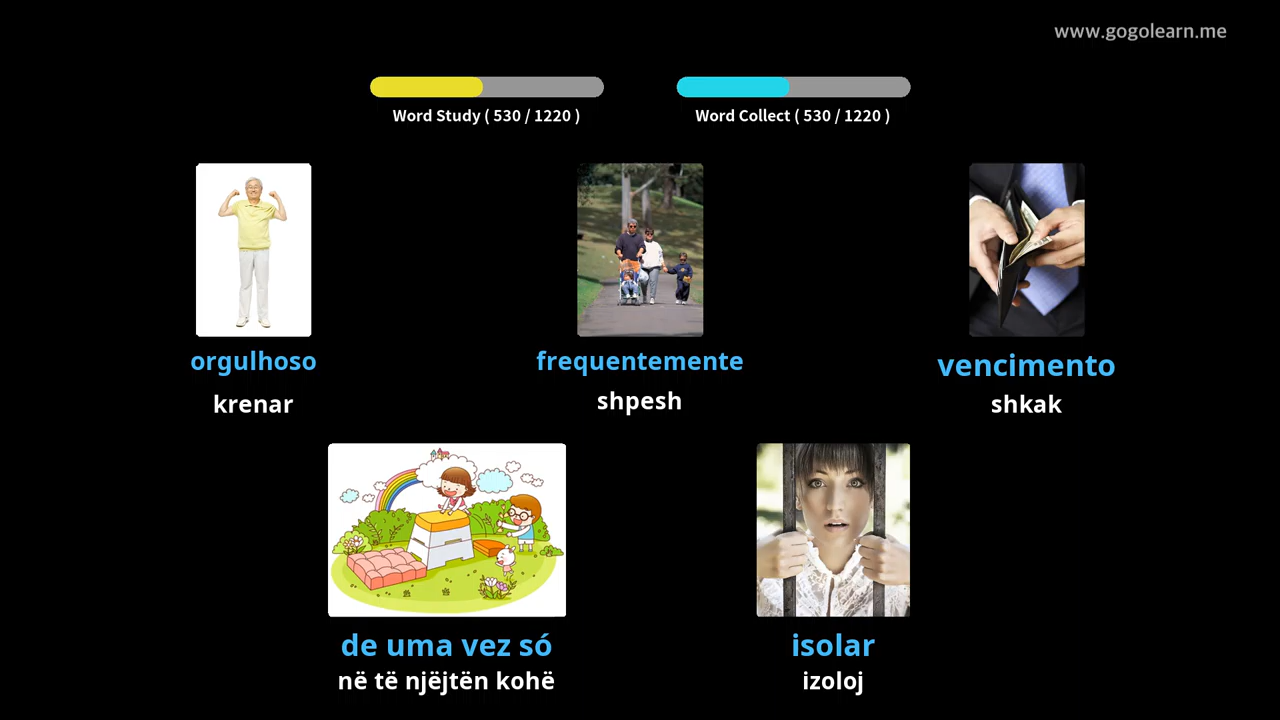 www.gogolearn.me
Word Study ( 530 / 1220 )
Word Collect ( 530 / 1220 )
orgulhoso
krenar
frequentemente
shpesh
vencimento
shkak
de uma vez só
në të njëjtën kohë
isolar
izoloj